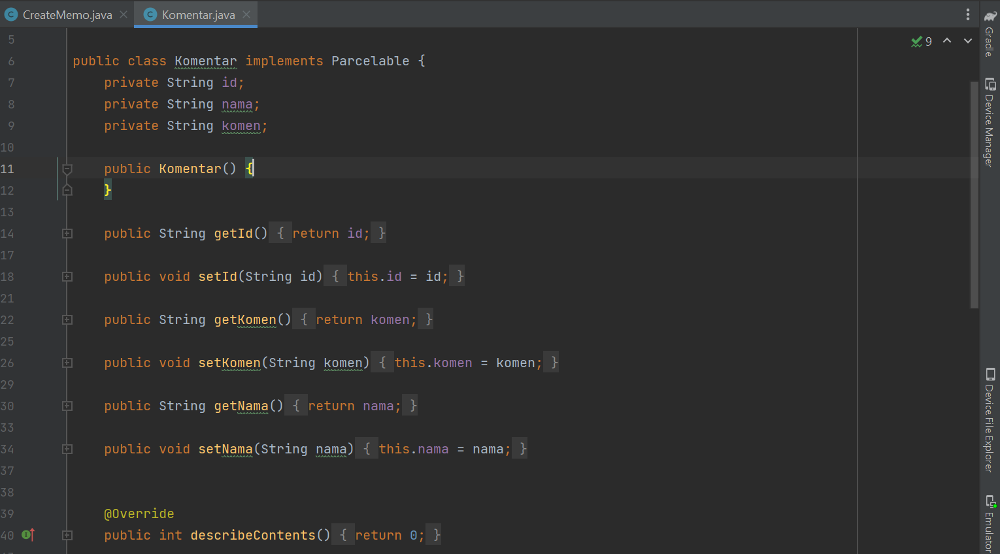 CreateMemo.java
Komentar.java
9
5
6 public class Komentar implements Parcelable {
7 private String id;
8 private String nama;
9 private String komen;
10
11 public Komentar() {
12 }
13
14 public String getId() { return id; }
17
18 public void setId(String id) { this.id = id; }
21
22 public String getKomen() { return komen; }
25
26 public void setKomen(String komen) { this.komen = komen; }
29
30 public String getNama() { return nama; }
33
34 public void setNama(String nama) { this.nama = nama; }
37
38
39 @Override
40 public int describeContents() { return 0; }
Gradle
Device Manager
Device File Explorer
Emulator